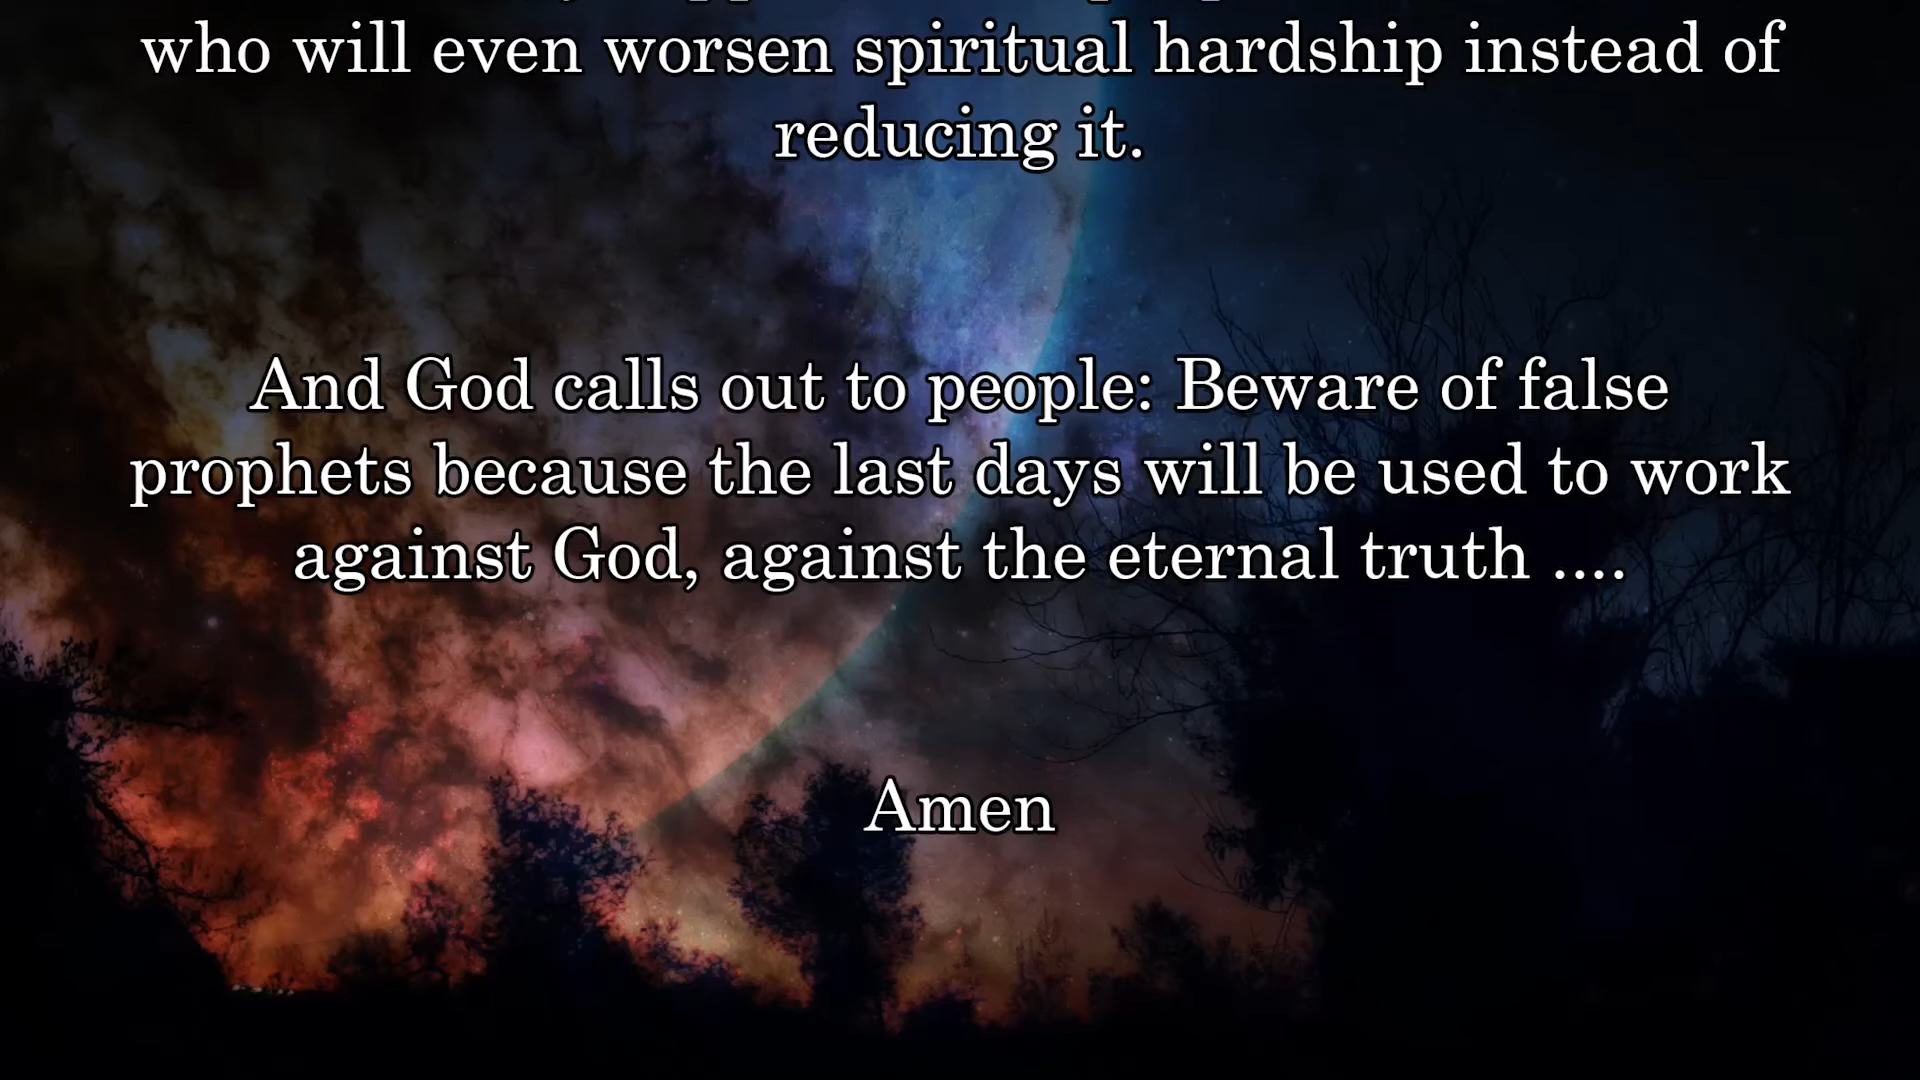 who will even worsen spiritual hardship instead of
reducing it.
And God calls out to people: Beware of false
prophets because the last days will be used to work
against God, against the eternal truth ....
Amen